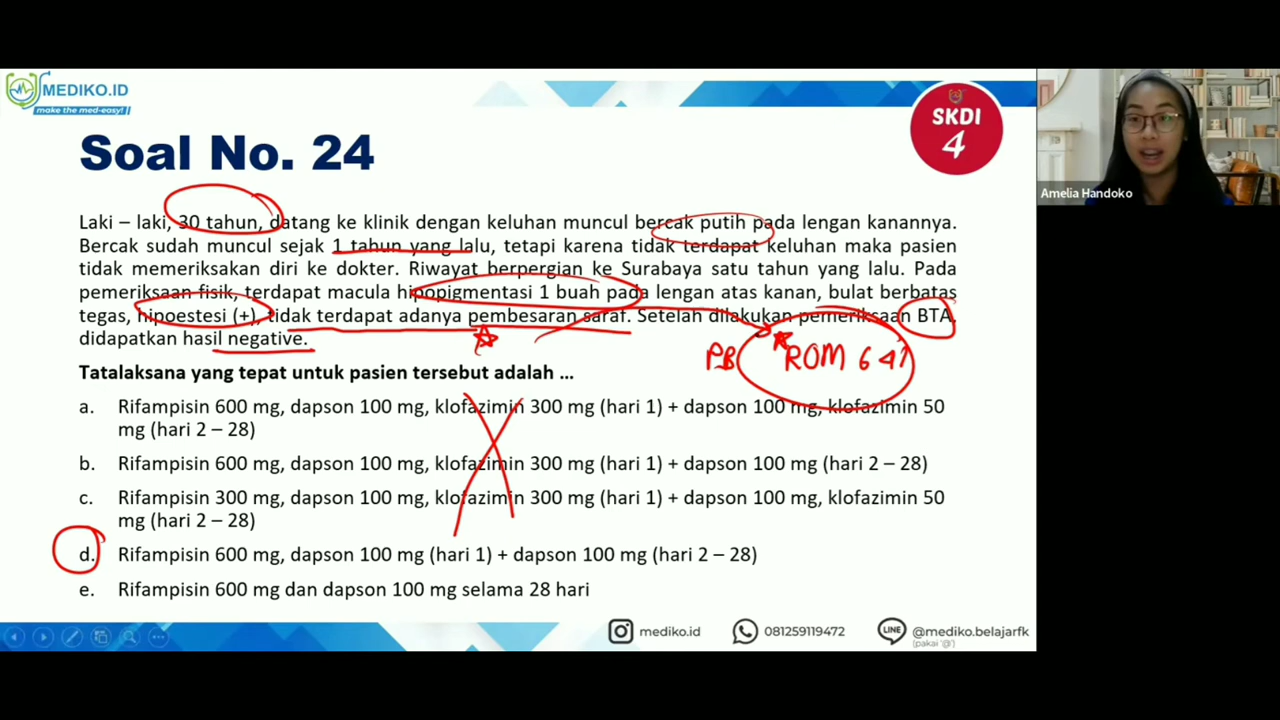 MEDIKO.ID
make the med-easy!
SKDI
4
Amelia Handoko
Soal No. 24
Laki – laki, 30 tahun, datang ke klinik dengan keluhan muncul bercak putih pada lengan kanannya.
Bercak sudah muncul sejak 1 tahun yang lalu, tetapi karena tidak terdapat keluhan maka pasien
tidak memeriksakan diri ke dokter. Riwayat berpergian ke Surabaya satu tahun yang lalu. Pada
pemeriksaan fisik, terdapat macula hipopigmentasi 1 buah pada lengan atas kanan, bulat berbatas
tegas, hipoestesi (+), tidak terdapat adanya pembesaran saraf. Setelah dilakukan pemeriksaan BTA,
didapatkan hasil negative.
PB ROM 6
Tatalaksana yang tepat untuk pasien tersebut adalah ...
a. Rifampisin 600 mg, dapson 100 mg, klofazimin 300 mg (hari 1) + dapson 100 mg, klofazimin 50
mg (hari 2 – 28)
b. Rifampisin 600 mg, dapson 100 mg, klofazimin 300 mg (hari 1) + dapson 100 mg (hari 2 – 28)
c. Rifampisin 300 mg, dapson 100 mg, klofazimin 300 mg (hari 1) + dapson 100 mg, klofazimin 50
mg (hari 2 – 28)
d. Rifampisin 600 mg, dapson 100 mg (hari 1) + dapson 100 mg (hari 2 – 28)
e. Rifampisin 600 mg dan dapson 100 mg selama 28 hari
mediko.id
081259119472
LINE
@mediko.belajarfk
(pakai '@')